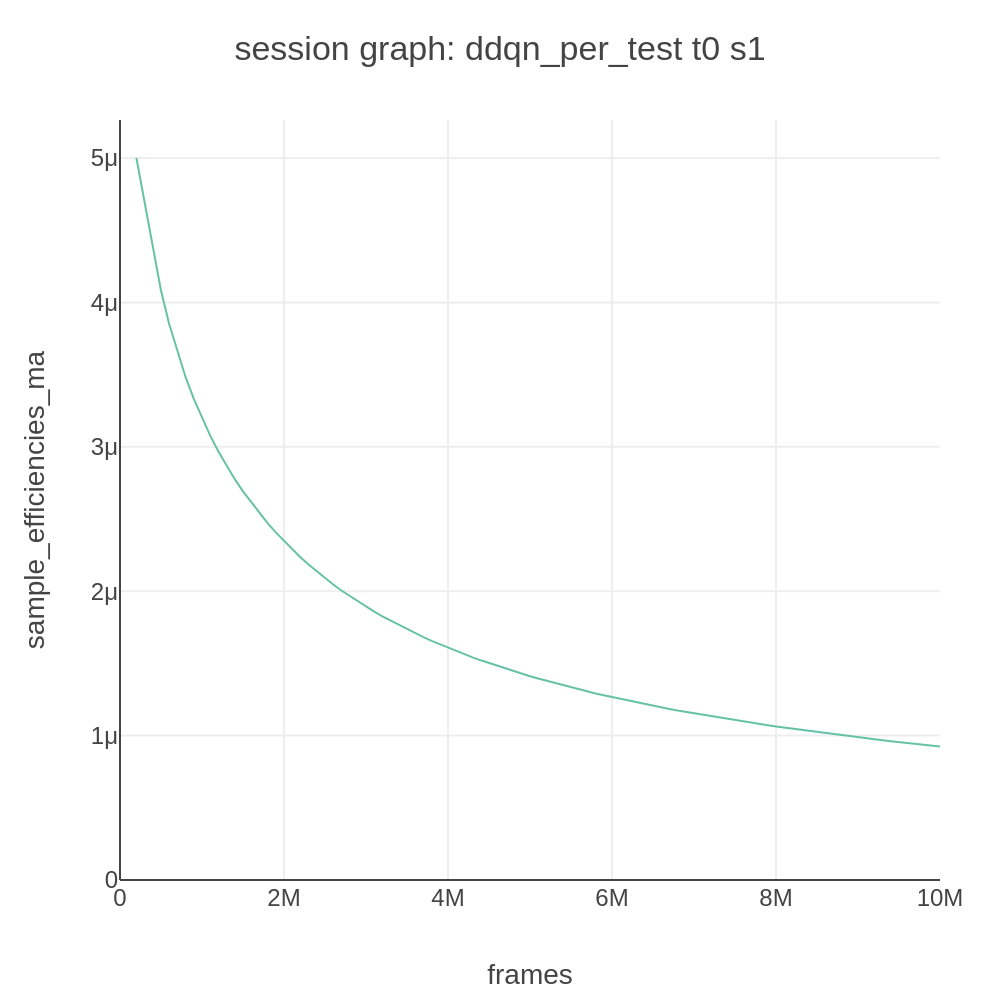 session graph: ddqn_per_test t0 s1
sample_efficiencies_ma
5μ
4μ
3μ
2μ
1μ
0
0 2M 4M 6M 8M 10M
frames